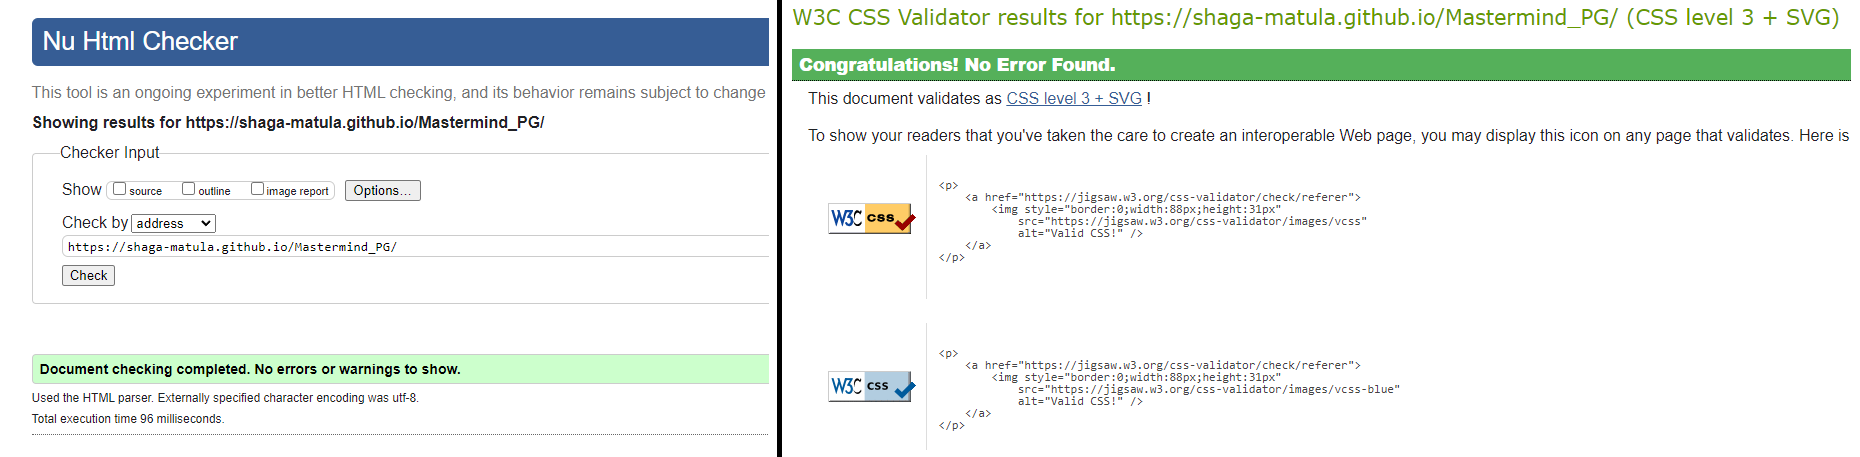 Nu Html Checker
This tool is an ongoing experiment in better HTML checking, and its behavior remains subject to change
Showing results for https://shaga-matula.github.io/Mastermind_PG/
Checker Input
Show source outline image report Options...
Check by address
https://shaga-matula.github.io/Mastermind_PG/
Check
Document checking completed. No errors or warnings to show.
Used the HTML parser. Externally specified character encoding was utf-8.
Total execution time 96 milliseconds.
W3C CSS Validator results for https://shaga-matula.github.io/Mastermind_PG/ (CSS level 3 + SVG)
Congratulations! No Error Found.
This document validates as CSS level 3 + SVG !
To show your readers that you've taken the care to create an interoperable Web page, you may display this icon on any page that validates. Here is
W3C css
<p>
<a href="https://jigsaw.w3.org/css-validator/check/referer">
<img style="border:0;width:88px;height:31px"
src="https://jigsaw.w3.org/css-validator/images/vcss"
alt="Valid CSS!" />
</a>
</p>
W3C css
<p>
<a href="https://jigsaw.w3.org/css-validator/check/referer">
<img style="border:0;width:88px;height:31px"
src="https://jigsaw.w3.org/css-validator/images/vcss-blue"
alt="Valid CSS!" />
</a>
</p>